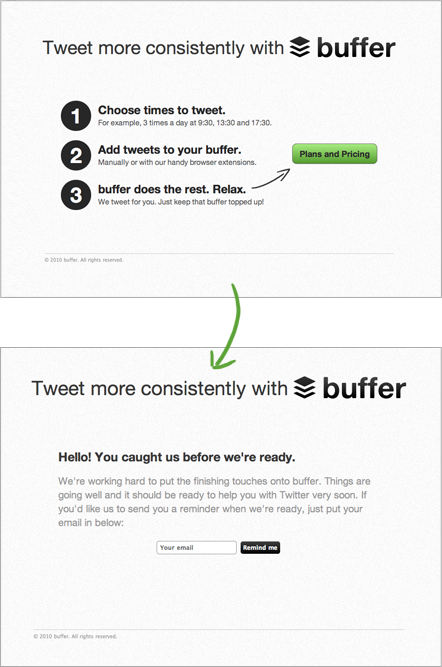 Tweet more consistently with buffer
1 Choose times to tweet.
For example, 3 times a day at 9:30, 13:30 and 17:30.
2 Add tweets to your buffer.
Manually or with our handy browser extensions.
Plans and Pricing
3 buffer does the rest. Relax.
We tweet for you. Just keep that buffer topped up!
© 2010 buffer. All rights reserved.
Tweet more consistently with buffer
Hello! You caught us before we're ready.
We're working hard to put the finishing touches onto buffer. Things are
going well and it should be ready to help you with Twitter very soon. If
you'd like us to send you a reminder when we're ready, just put your
email in below:
Your email Remind me
© 2010 buffer. All rights reserved.